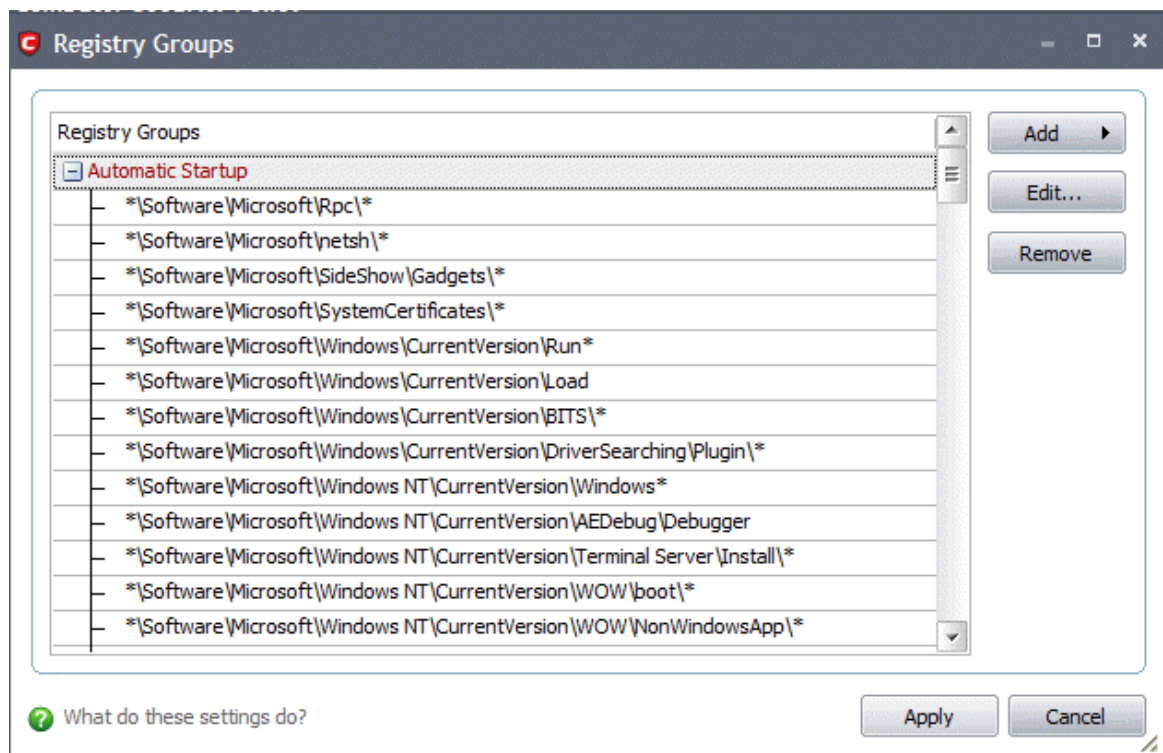 Registry Groups
Registry Groups
Add
Automatic Startup
Edit...
*\Software\Microsoft\Rpc\*
*\Software\Microsoft\netsh\*
Remove
*\Software\Microsoft\SideShow\Gadgets\*
*\Software\Microsoft\SystemCertificates\*
*\Software\Microsoft\Windows\CurrentVersion\Run*
*\Software\Microsoft\Windows\CurrentVersion\Load
*\Software\Microsoft\Windows\CurrentVersion\BITS\*
*\Software\Microsoft\Windows\CurrentVersion\DriverSearching\Plugin\*
*\Software\Microsoft\Windows NT\CurrentVersion\Windows*
*\Software\Microsoft\Windows NT\CurrentVersion\AEDebug\Debugger
*\Software\Microsoft\Windows NT\CurrentVersion\Terminal Server\Install\*
*\Software\Microsoft\Windows NT\CurrentVersion\WOW\boot\*
*\Software\Microsoft\Windows NT\CurrentVersion\WOW\NonWindowsApp\*
What do these settings do?
Apply
Cancel